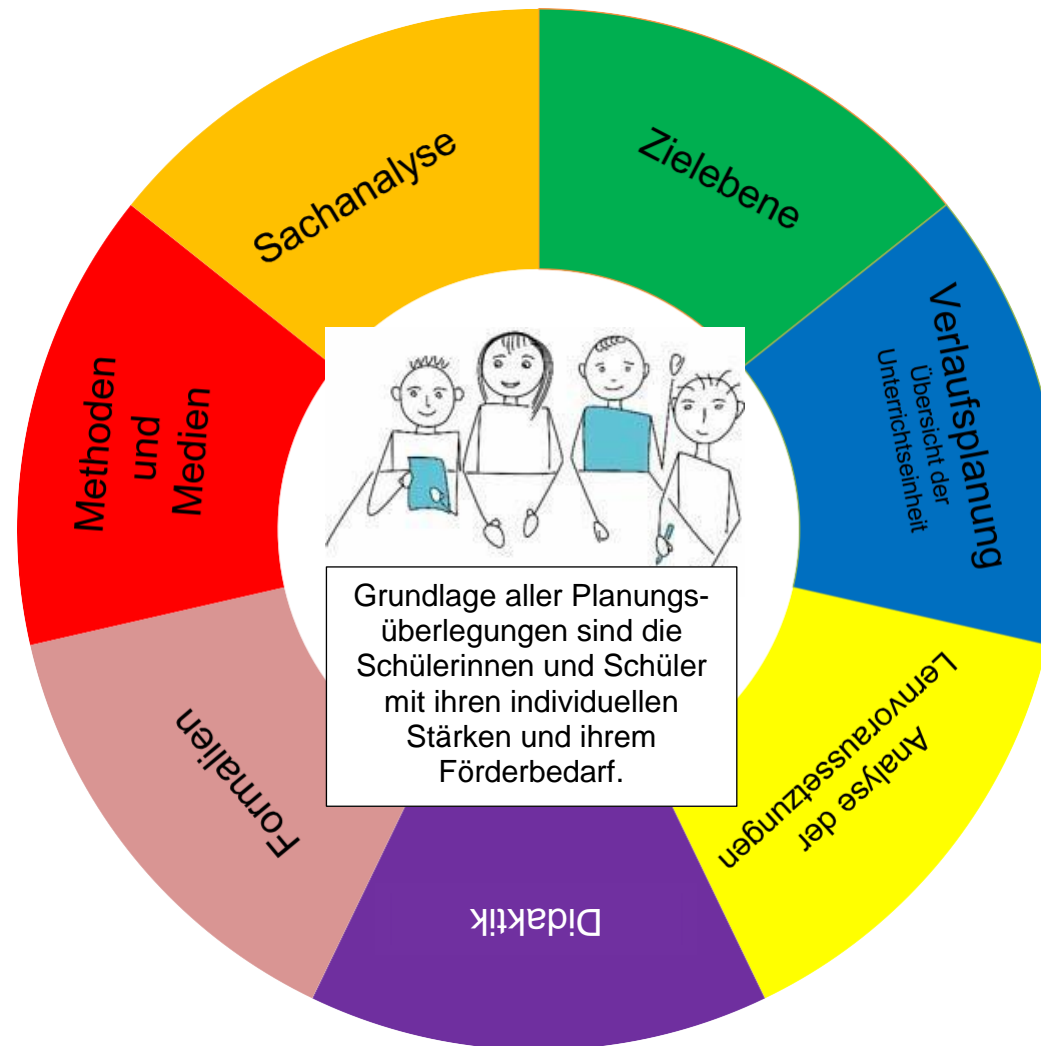 Sachanalyse
Zielebene
Verlaufsplanung
Übersicht der
Unterrichtseinheit
Analyse der
Lernvoraussetzungen
Didaktik
Formalien
Methoden
und
Medien
Grundlage aller Planungs-
überlegungen sind die
Schülerinnen und Schüler
mit ihren individuellen
Stärken und ihrem
Förderbedarf.